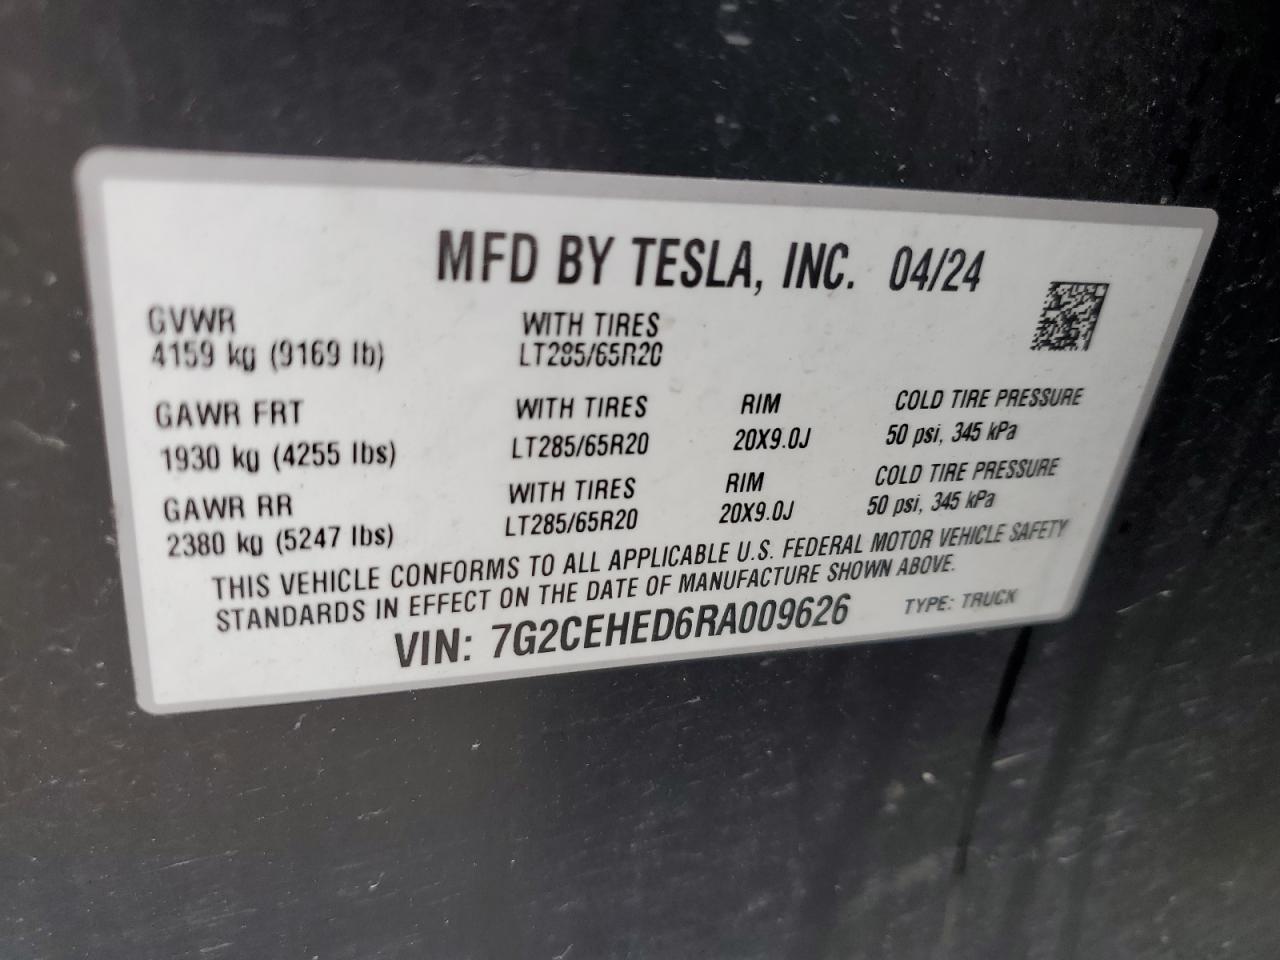 MFD BY TESLA, INC. 04/24
GVWR WITH TIRES
4159 kg (9169 lb) LT285/65R20
GAWR FRT WITH TIRES RIM COLD TIRE PRESSURE
1930 kg (4255 lbs) LT285/65R20 20X9.0J 50 psi, 345 kPa
GAWR RR WITH TIRES RIM COLD TIRE PRESSURE
2380 kg (5247 lbs) LT285/65R20 20X9.0J 50 psi, 345 kPa
THIS VEHICLE CONFORMS TO ALL APPLICABLE U.S. FEDERAL MOTOR VEHICLE SAFETY
STANDARDS IN EFFECT ON THE DATE OF MANUFACTURE SHOWN ABOVE.
VIN: 7G2CEHED6RA009626 TYPE: TRUCK